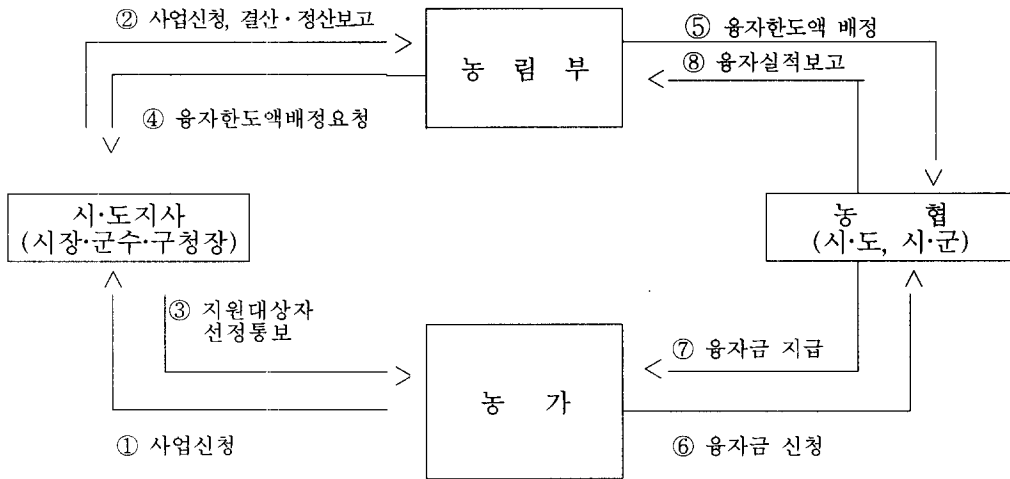 ② 사업신청, 결산·정산보고
⑤ 융자한도액 배정
농 림 부
⑧ 융자실적보고
④ 융자한도액배정요청
시·도지사
(시장·군수·구청장)
농 협
(시·도, 시·군)
③ 지원대상자
선정통보
⑦ 융자금 지급
농 가
① 사업신청
⑥ 융자금 신청